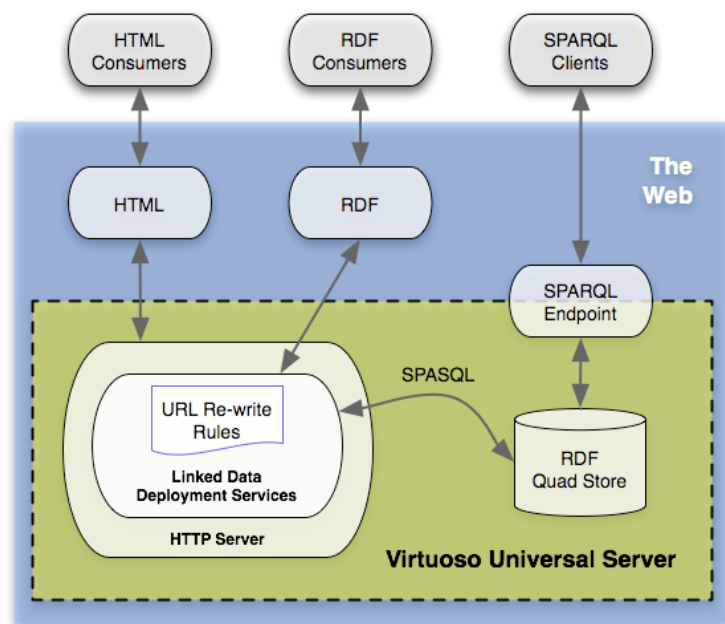 HTML
Consumers
RDF
Consumers
SPARQL
Clients
The
Web
HTML
RDF
SPARQL
Endpoint
SPASQL
URL Re-write
Rules
Linked Data
Deployment Services
HTTP Server
RDF
Quad Store
Virtuoso Universal Server